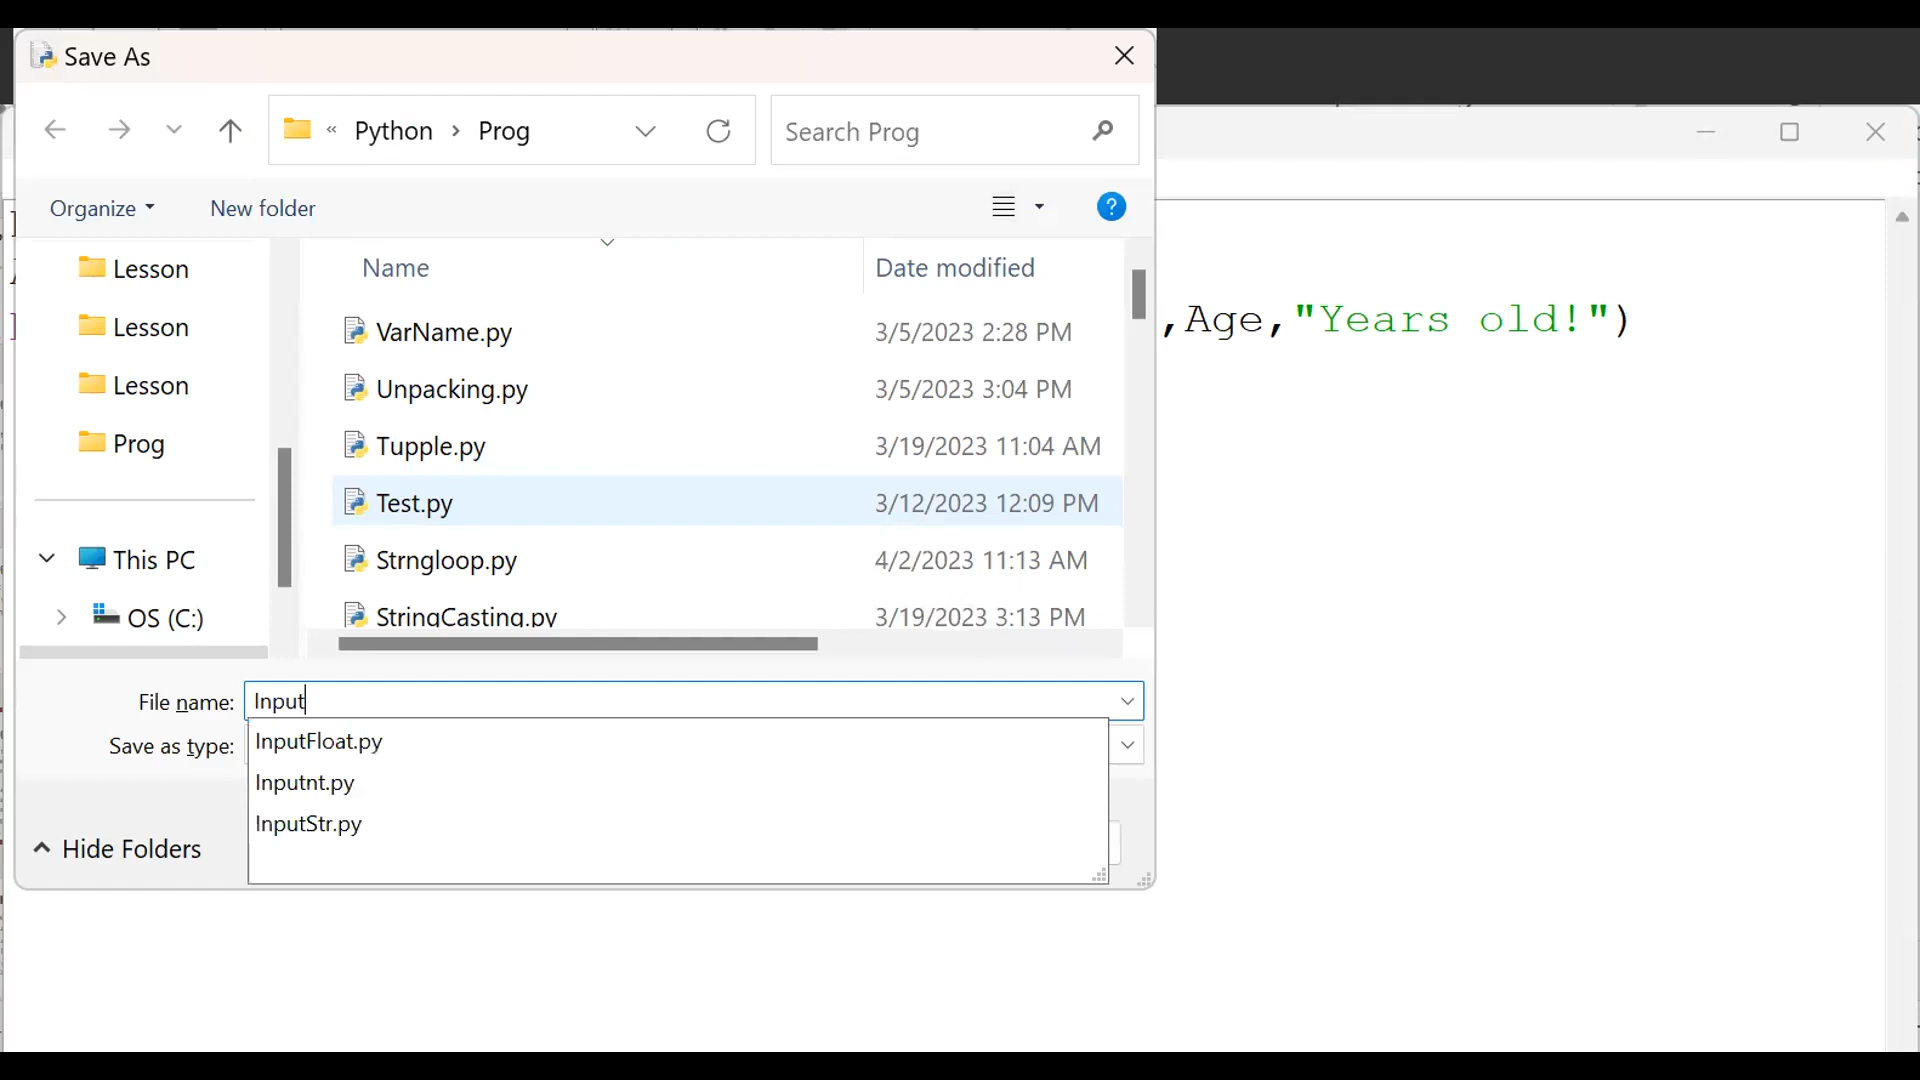 Save As
« Python › Prog
Search Prog
Organize
New folder
?
Lesson
Lesson
Lesson
Prog
This PC
OS (C:)
Name Date modified
VarName.py 3/5/2023 2:28 PM
Unpacking.py 3/5/2023 3:04 PM
Tupple.py 3/19/2023 11:04 AM
Test.py 3/12/2023 12:09 PM
Strngloop.py 4/2/2023 11:13 AM
StringCasting.py 3/19/2023 3:13 PM
,Age,"Years old!")
File name: Input
Save as type:
InputFloat.py
Inputnt.py
InputStr.py
Hide Folders